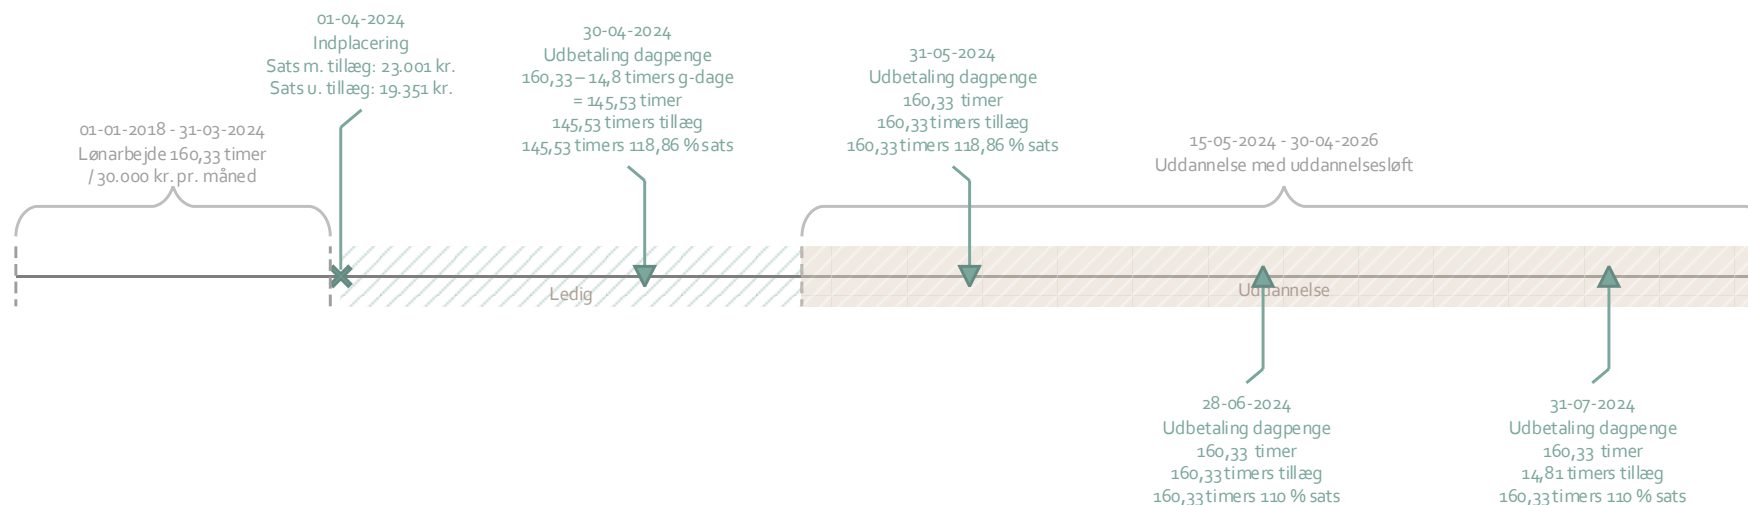 01-04-2024
Indplacering
Sats m. tillæg: 23.001 kr.
Sats u. tillæg: 19.351 kr.
30-04-2024
Udbetaling dagpenge
160,33 – 14,8 timers g-dage
= 145,53 timer
145,53 timers tillæg
145,53 timers 118,86 % sats
31-05-2024
Udbetaling dagpenge
160,33 timer
160,33 timers tillæg
160,33 timers 118,86 % sats
01-01-2018 - 31-03-2024
Lønarbejde 160,33 timer
/ 30.000 kr. pr. måned
15-05-2024 - 30-04-2026
Uddannelse med uddannelsesløft
Ledig
Uddannelse
28-06-2024
Udbetaling dagpenge
160,33 timer
160,33 timers tillæg
160,33 timers 110 % sats
31-07-2024
Udbetaling dagpenge
160,33 timer
14,81 timers tillæg
160,33 timers 110 % sats